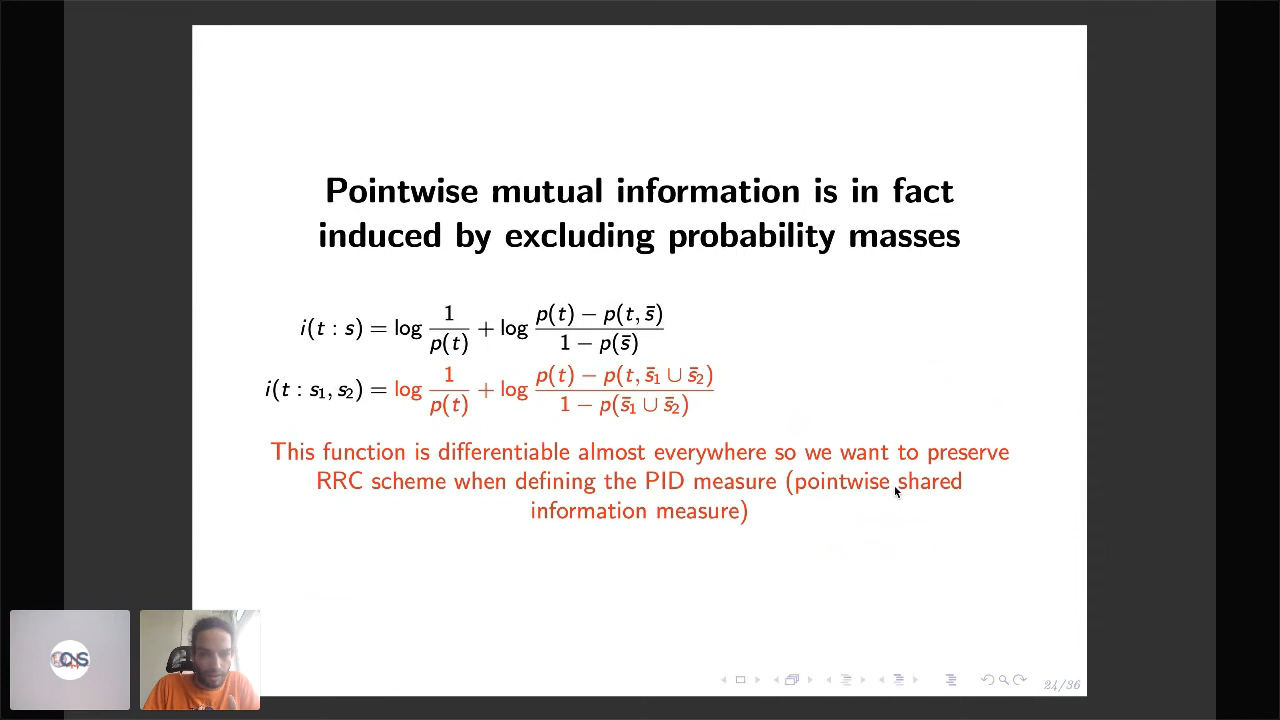 Pointwise mutual information is in fact
induced by excluding probability masses
i(t : s) = log 1/p(t) + log (p(t) − p(t, s̄))/(1 − p(s̄))
i(t : s₁, s₂) = log 1/p(t) + log (p(t) − p(t, s̄₁ ∪ s̄₂))/(1 − p(s̄₁ ∪ s̄₂))
This function is differentiable almost everywhere so we want to preserve
RRC scheme when defining the PID measure (pointwise shared
information measure)
24/36